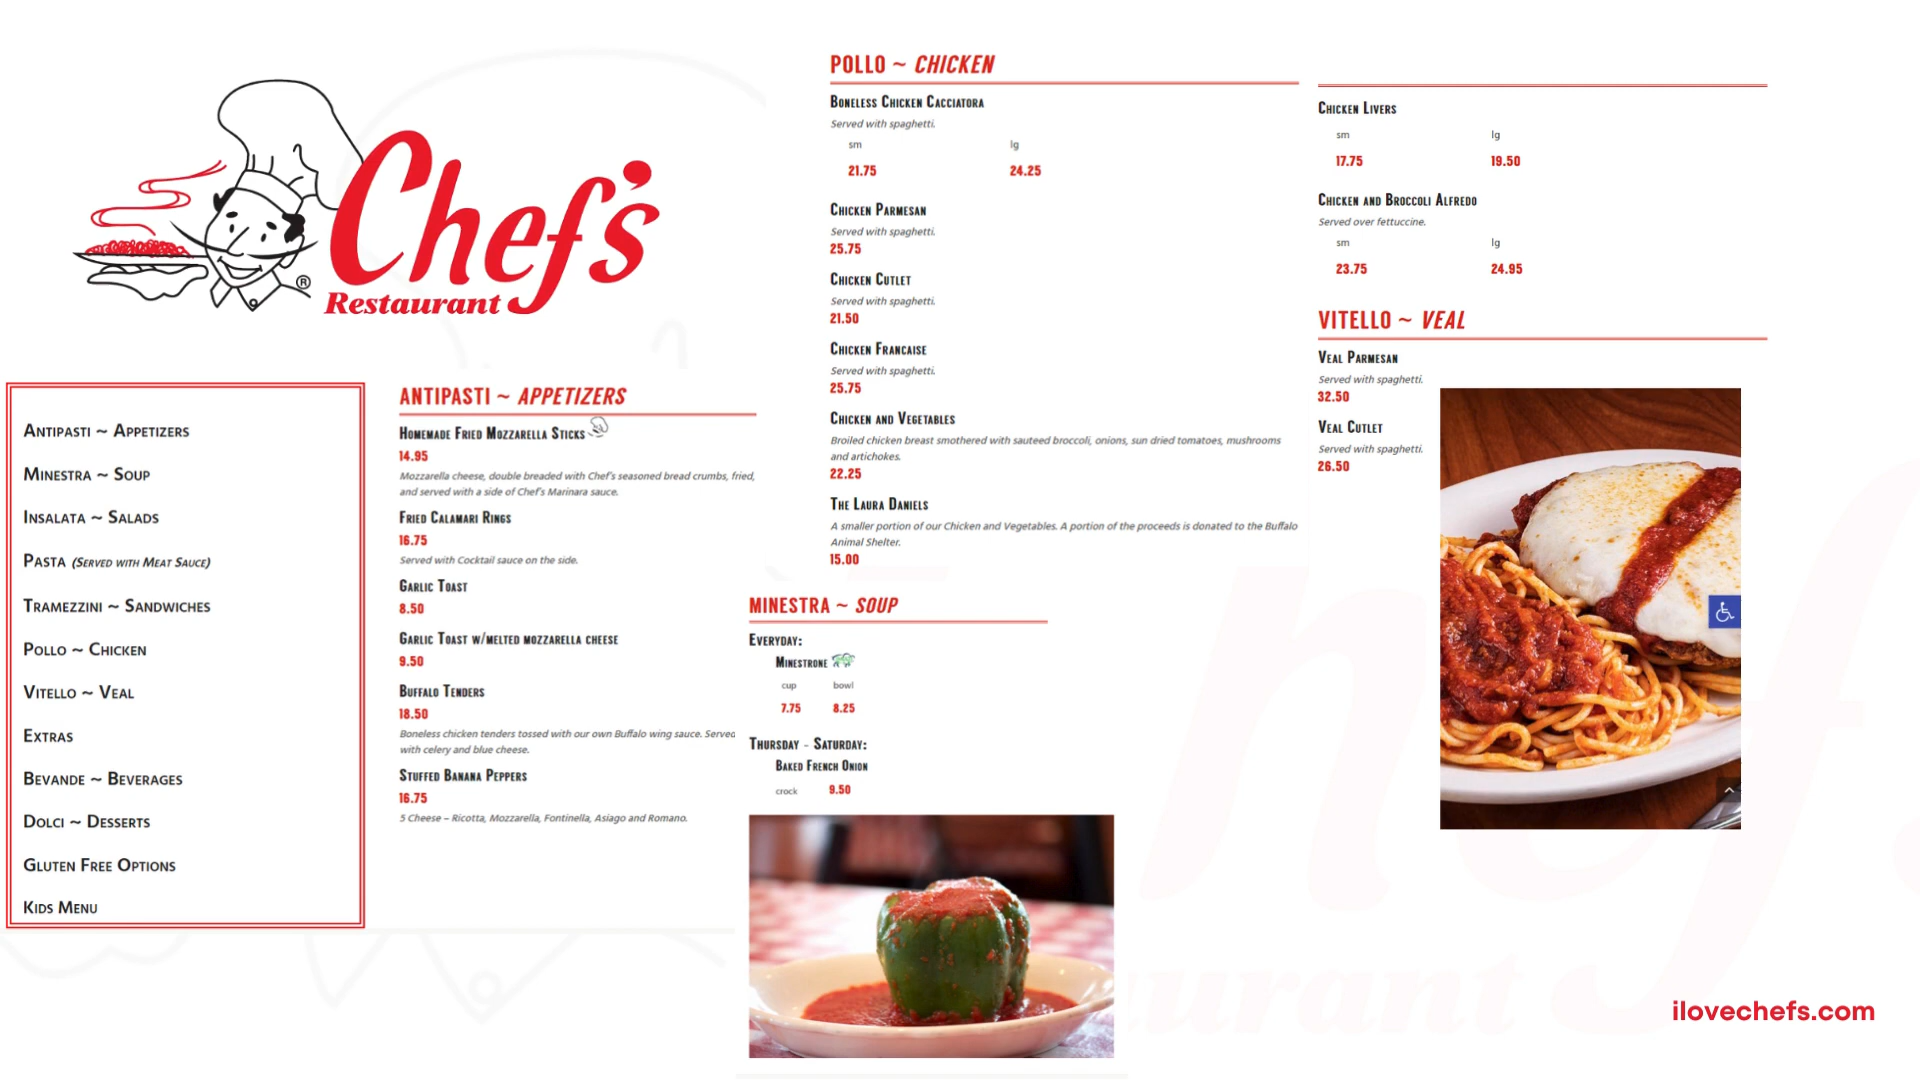 Chef's
Restaurant
®
Antipasti ~ Appetizers
Minestra ~ Soup
Insalata ~ Salads
Pasta (Served with Meat Sauce)
Tramezzini ~ Sandwiches
Pollo ~ Chicken
Vitello ~ Veal
Extras
Bevande ~ Beverages
Dolci ~ Desserts
Gluten Free Options
Kids Menu
ANTIPASTI ~ APPETIZERS
Homemade Fried Mozzarella Sticks
14.95
Mozzarella cheese, double breaded with Chef's seasoned bread crumbs, fried,
and served with a side of Chef's Marinara sauce.
Fried Calamari Rings
16.75
Served with Cocktail sauce on the side.
Garlic Toast
8.50
Garlic Toast w/melted mozzarella cheese
9.50
Buffalo Tenders
18.50
Boneless chicken tenders tossed with our own Buffalo wing sauce. Served
with celery and blue cheese.
Stuffed Banana Peppers
16.75
5 Cheese – Ricotta, Mozzarella, Fontinella, Asiago and Romano.
POLLO ~ CHICKEN
Boneless Chicken Cacciatora
Served with spaghetti.
sm lg
21.75 24.25
Chicken Parmesan
Served with spaghetti.
25.75
Chicken Cutlet
Served with spaghetti.
21.50
Chicken Francaise
Served with spaghetti.
25.75
Chicken and Vegetables
Broiled chicken breast smothered with sauteed broccoli, onions, sun dried tomatoes, mushrooms
and artichokes.
22.25
The Laura Daniels
A smaller portion of our Chicken and Vegetables. A portion of the proceeds is donated to the Buffalo
Animal Shelter.
15.00
MINESTRA ~ SOUP
Everyday:
Minestrone
cup bowl
7.75 8.25
Thursday - Saturday:
Baked French Onion
crock 9.50
Chicken Livers
sm lg
17.75 19.50
Chicken and Broccoli Alfredo
Served over fettuccine.
sm lg
23.75 24.95
VITELLO ~ VEAL
Veal Parmesan
Served with spaghetti.
32.50
Veal Cutlet
Served with spaghetti.
26.50
ilovechefs.com